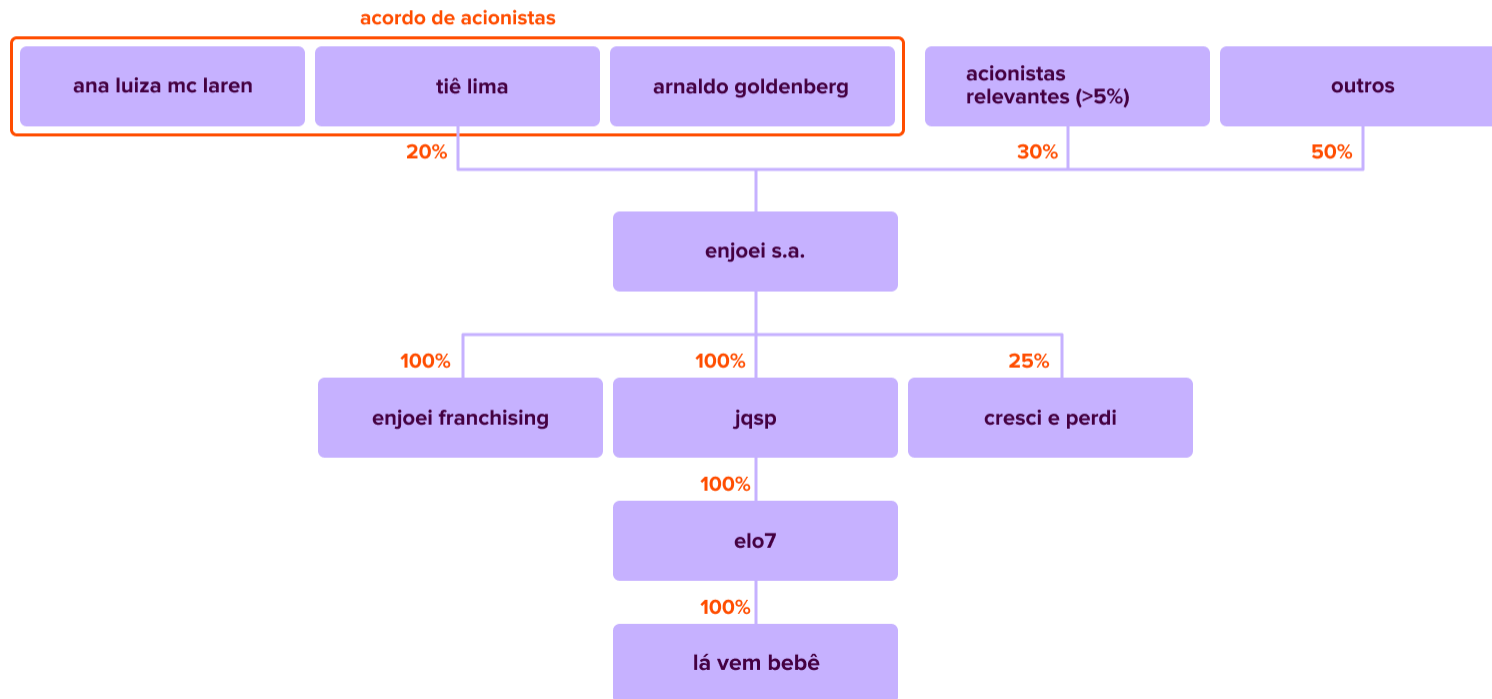 acordo de acionistas
ana luiza mc laren
tiê lima
arnaldo goldenberg
acionistas
relevantes (>5%)
outros
20%
30%
50%
enjoei s.a.
100%
100%
25%
enjoei franchising
jqsp
cresci e perdi
100%
elo7
100%
lá vem bebê